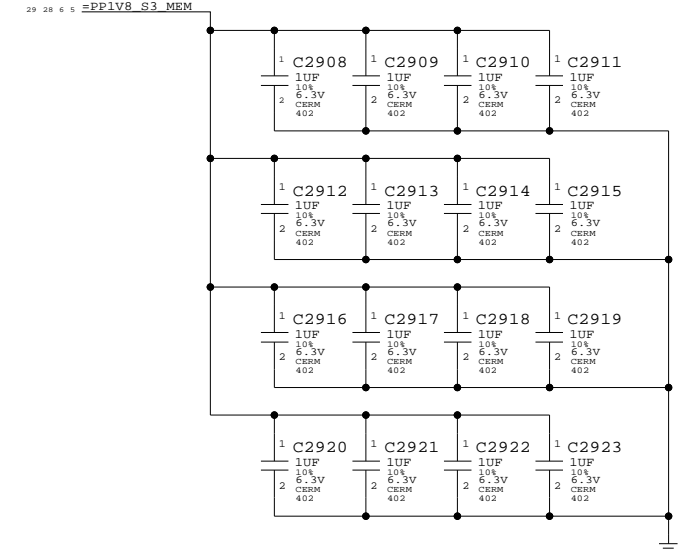 29 28 6 5 =PP1V8_S3_MEM
1 C2908 1 C2909 1 C2910 1 C2911
1UF 1UF 1UF 1UF
10% 10% 10% 10%
6.3V 6.3V 6.3V 6.3V
2 CERM 2 CERM 2 CERM 2 CERM
402 402 402 402
1 C2912 1 C2913 1 C2914 1 C2915
1UF 1UF 1UF 1UF
10% 10% 10% 10%
6.3V 6.3V 6.3V 6.3V
2 CERM 2 CERM 2 CERM 2 CERM
402 402 402 402
1 C2916 1 C2917 1 C2918 1 C2919
1UF 1UF 1UF 1UF
10% 10% 10% 10%
6.3V 6.3V 6.3V 6.3V
2 CERM 2 CERM 2 CERM 2 CERM
402 402 402 402
1 C2920 1 C2921 1 C2922 1 C2923
1UF 1UF 1UF 1UF
10% 10% 10% 10%
6.3V 6.3V 6.3V 6.3V
2 CERM 2 CERM 2 CERM 2 CERM
402 402 402 402